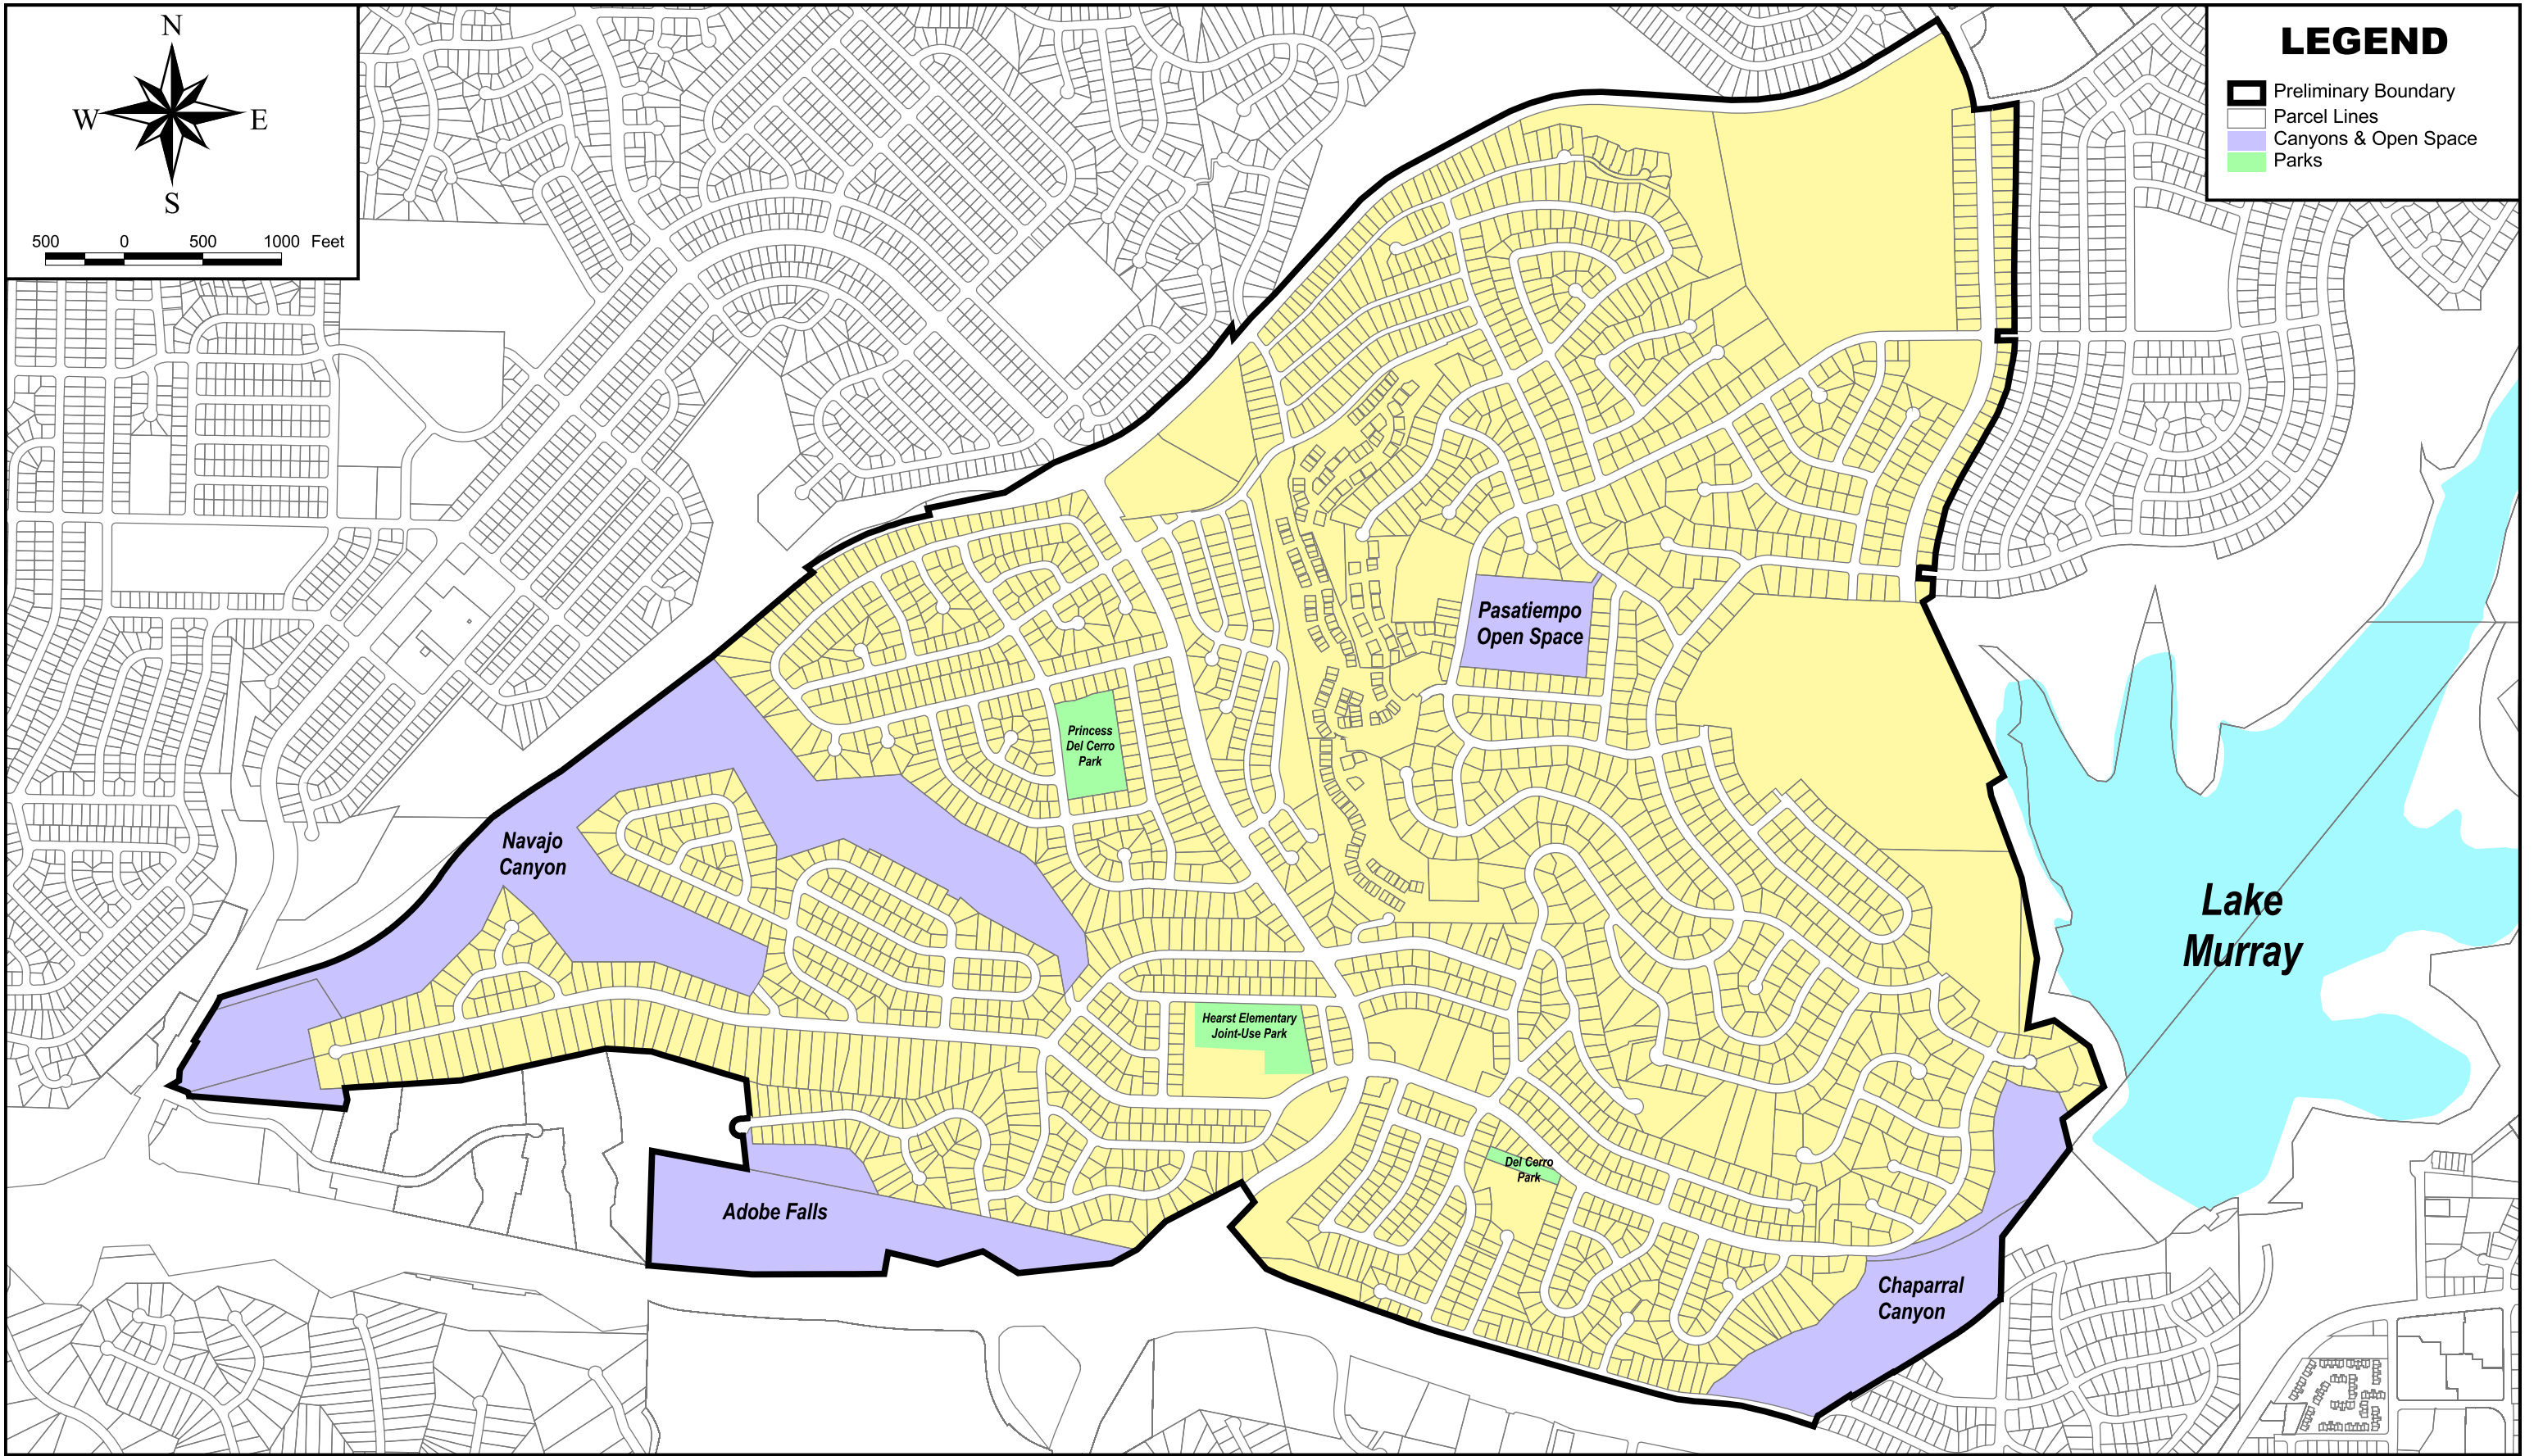 N
W E
S
500 0 500 1000 Feet
LEGEND
Preliminary Boundary
Parcel Lines
Canyons & Open Space
Parks
Pasatiempo
Open Space
Princess
Del Cerro
Park
Navajo
Canyon
Lake
Murray
Hearst Elementary
Joint-Use Park
Del Cerro
Park
Adobe Falls
Chaparral
Canyon